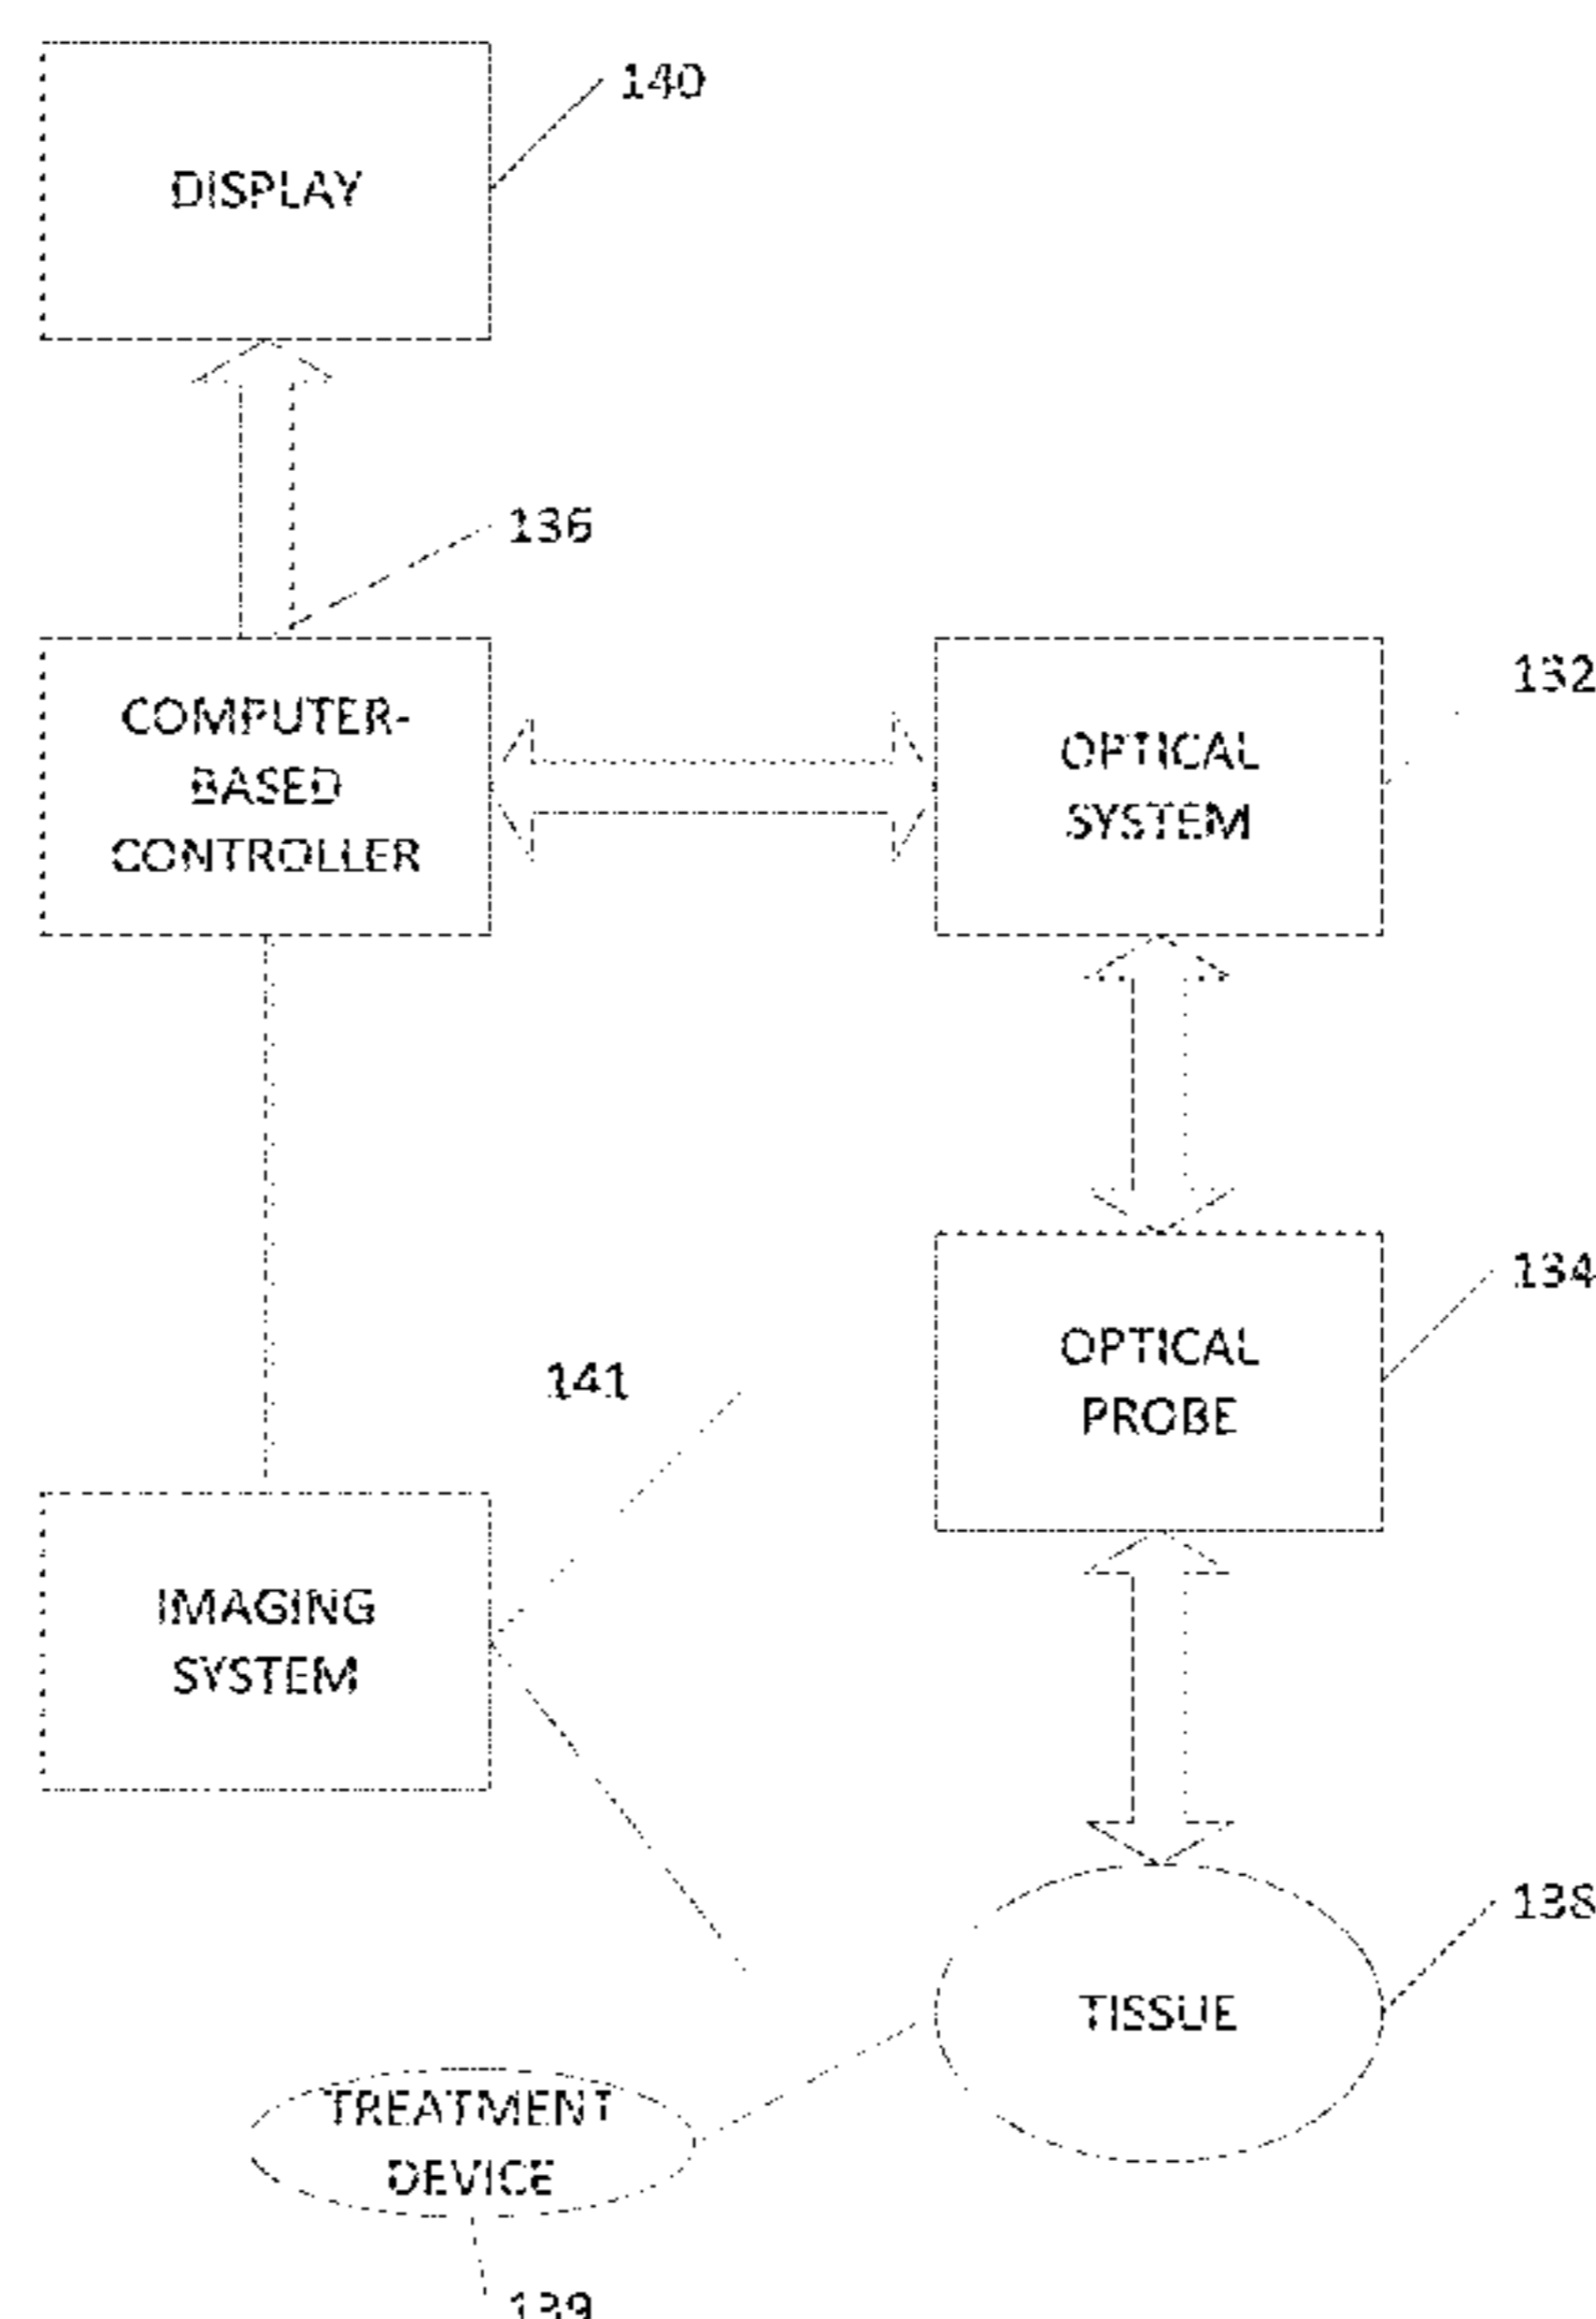 140
DISPLAY
136
COMPUTER-
BASED
CONTROLLER
132
OPTICAL
SYSTEM
134
OPTICAL
PROBE
141
IMAGING
SYSTEM
138
TISSUE
TREATMENT
DEVICE
139